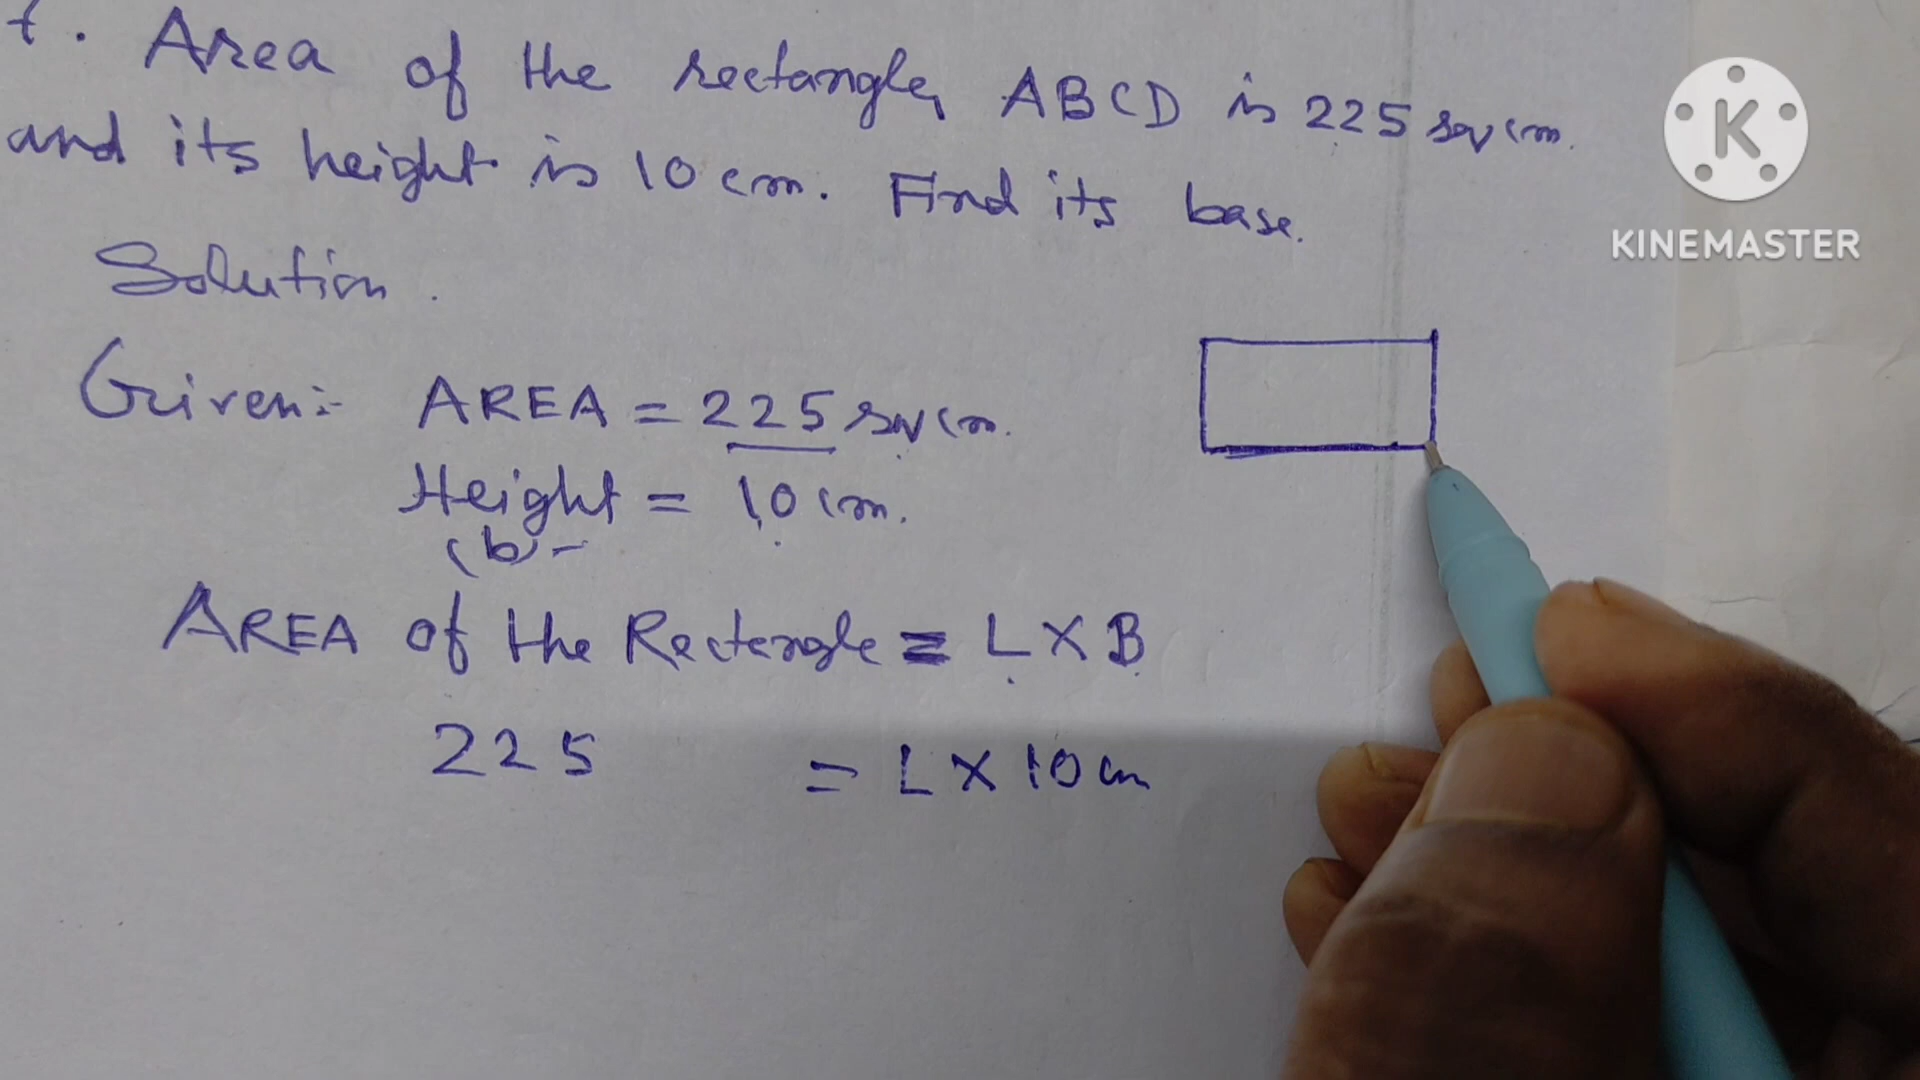 7. Area of the rectangle, ABCD is 225 sq cm.
and its height is 10 cm. Find its base.
Solution.
Given:- AREA = 225 sq cm.
Height = 10 cm.
(b)-
AREA of the Rectangle = L X B
225 = L X 10 cm
K
KINEMASTER